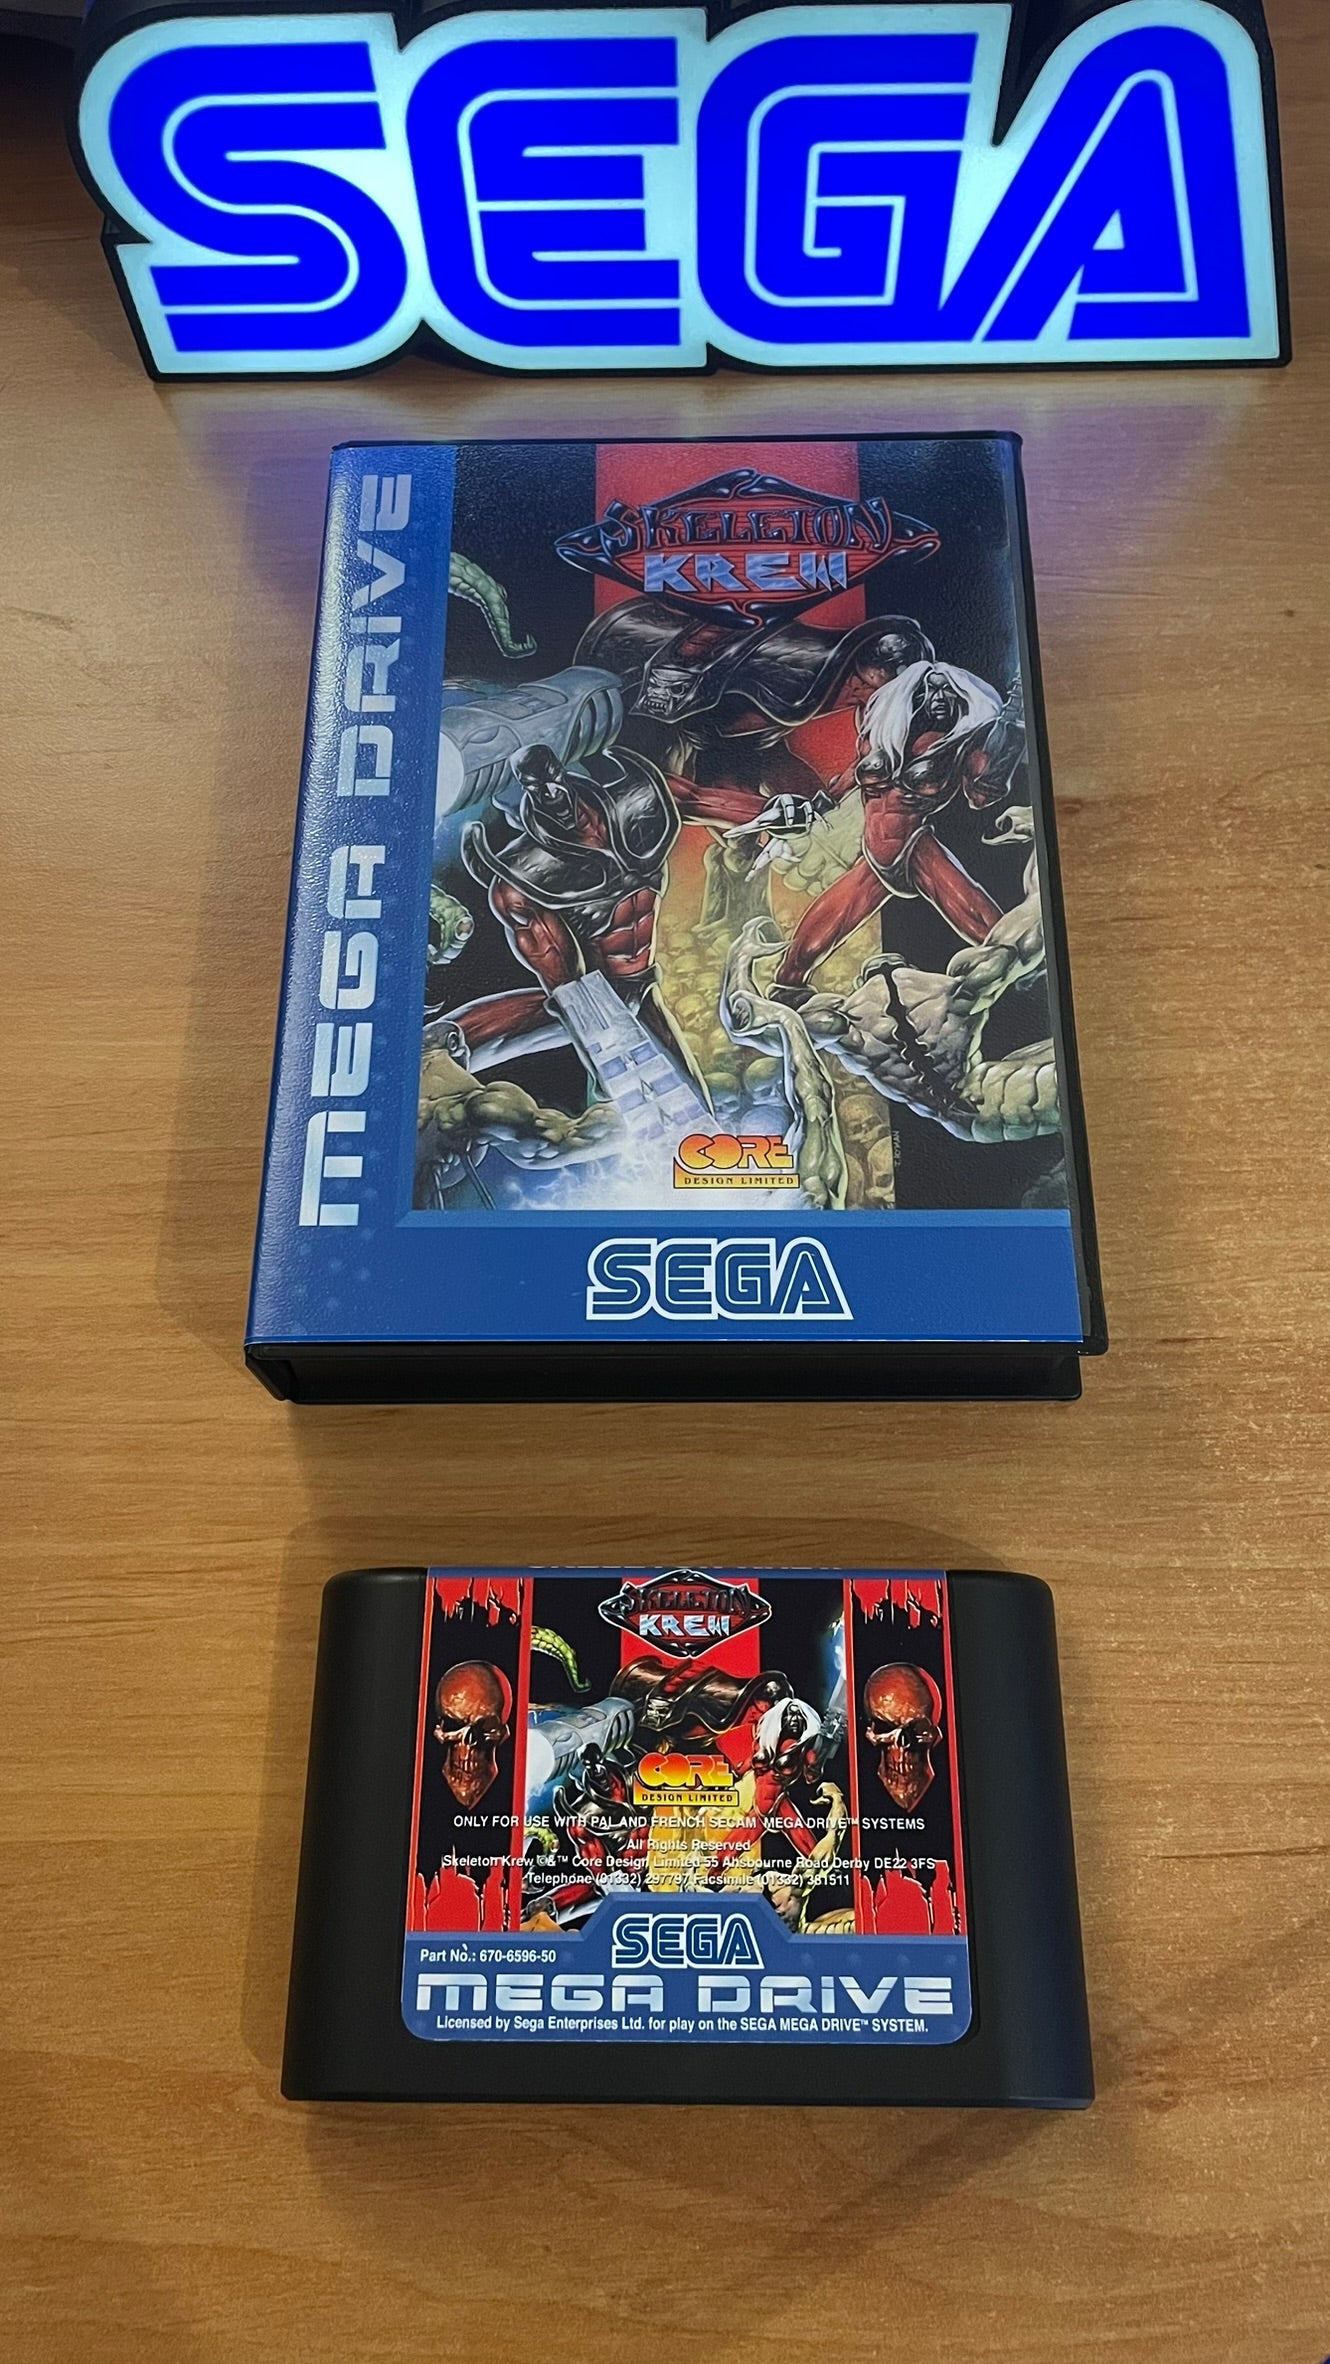 SEGA
MEGA DRIVE
SKELETON
KREW
CORE
DESIGN LIMITED
SEGA
SKELETON
KREW
CORE
DESIGN LIMITED
ONLY FOR USE WITH PAL AND FRENCH SECAM MEGA DRIVE™ SYSTEMS
All Rights Reserved
Skeleton Krew ©&™ Core Design Limited 55 Ahsbourne Road Derby DE22 3FS
Telephone (01332) 297797 Facsimile (01332) 381511
SEGA
Part No.: 670-6596-50
MEGA DRIVE
Licensed by Sega Enterprises Ltd. for play on the SEGA MEGA DRIVE™ SYSTEM.